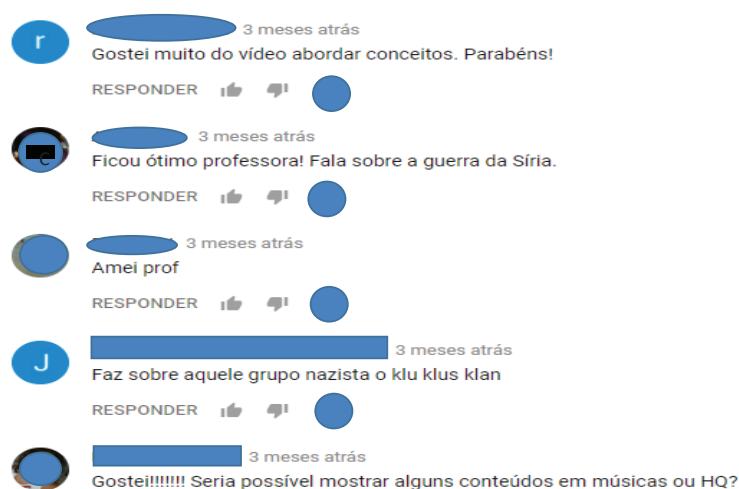 r
3 meses atrás
Gostei muito do vídeo abordar conceitos. Parabéns!
RESPONDER
C
3 meses atrás
Ficou ótimo professora! Fala sobre a guerra da Síria.
RESPONDER
3 meses atrás
Amei prof
RESPONDER
J
3 meses atrás
Faz sobre aquele grupo nazista o klu klus klan
RESPONDER
3 meses atrás
Gostei!!!!!!! Seria possível mostrar alguns conteúdos em músicas ou HQ?